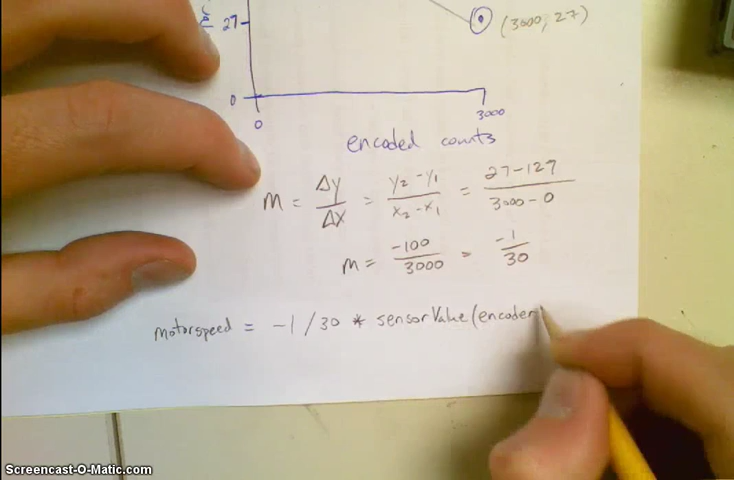 27
(3000, 27)
0
0
3000
encoded counts
m = Δy/Δx = y₂-y₁/x₂-x₁ = 27-127/3000-0
m = -100/3000 = -1/30
motorspeed = -1/30 * sensorValue(encoder)
Screencast-O-Matic.com